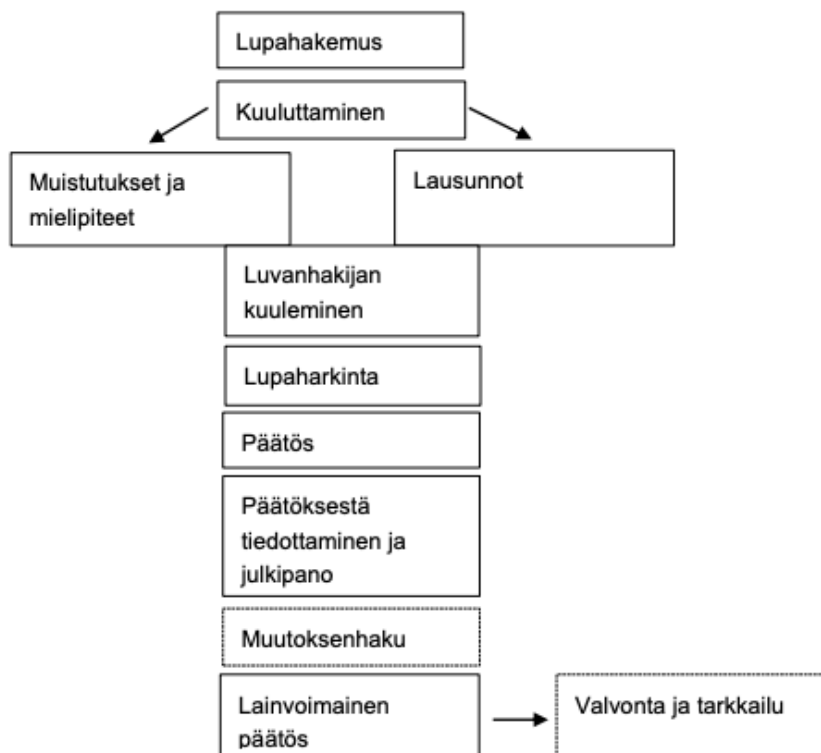 Lupahakemus
Kuuluttaminen
Muistutukset ja
mielipiteet
Lausunnot
Luvanhakijan
kuuleminen
Lupaharkinta
Päätös
Päätöksestä
tiedottaminen ja
julkipano
Muutoksenhaku
Lainvoimainen
päätös
Valvonta ja tarkkailu